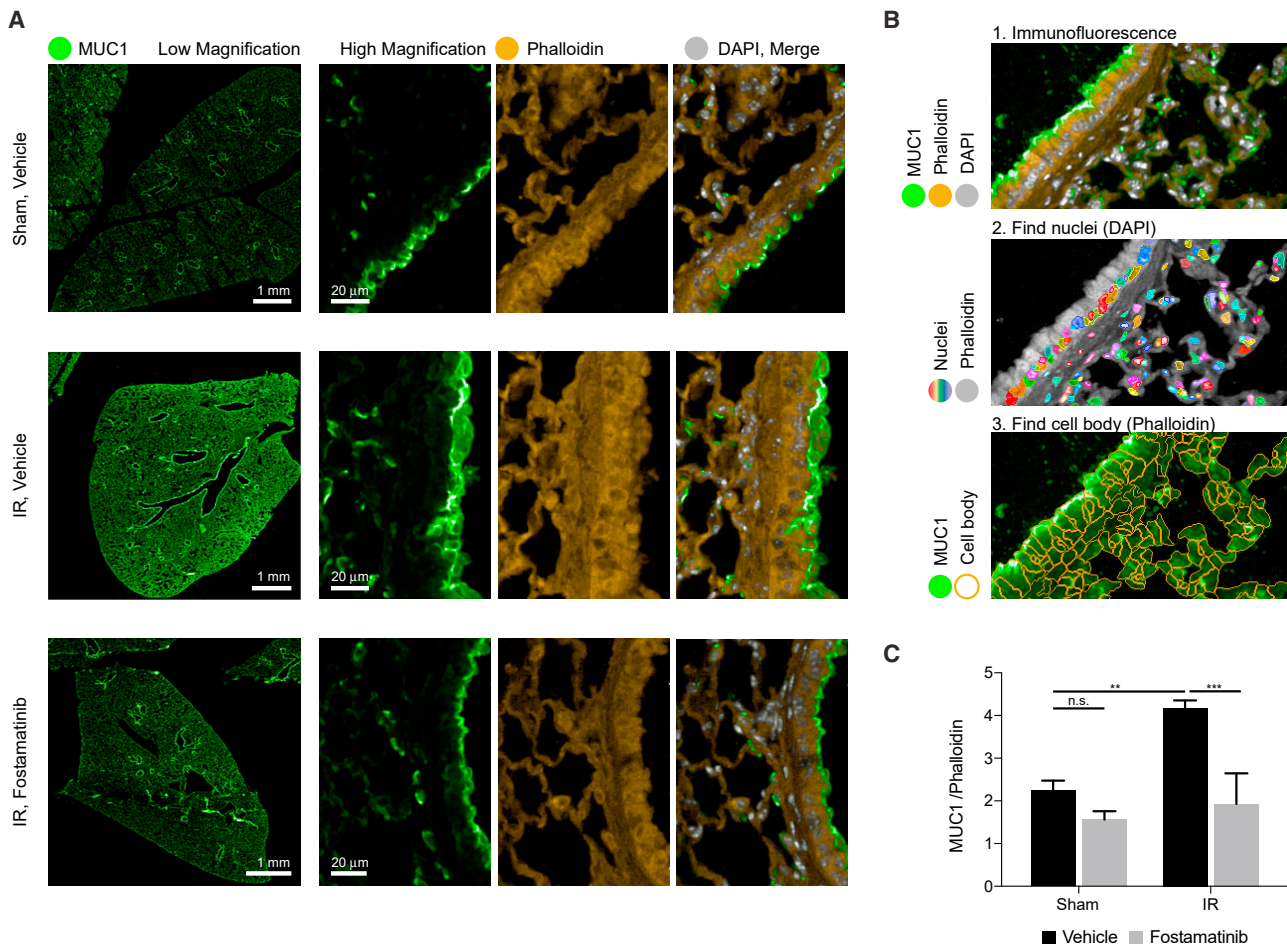 A
MUC1 Low Magnification High Magnification Phalloidin DAPI, Merge
Sham, Vehicle
1 mm
20 μm
IR, Vehicle
1 mm
20 μm
IR, Fostamatinib
1 mm
20 μm
B
1. Immunofluorescence
MUC1
Phalloidin
DAPI
2. Find nuclei (DAPI)
Nuclei
Phalloidin
3. Find cell body (Phalloidin)
MUC1
Cell body
C
MUC1 /Phalloidin
5
4
3
2
1
0
n.s.
**
***
Sham IR
Vehicle Fostamatinib